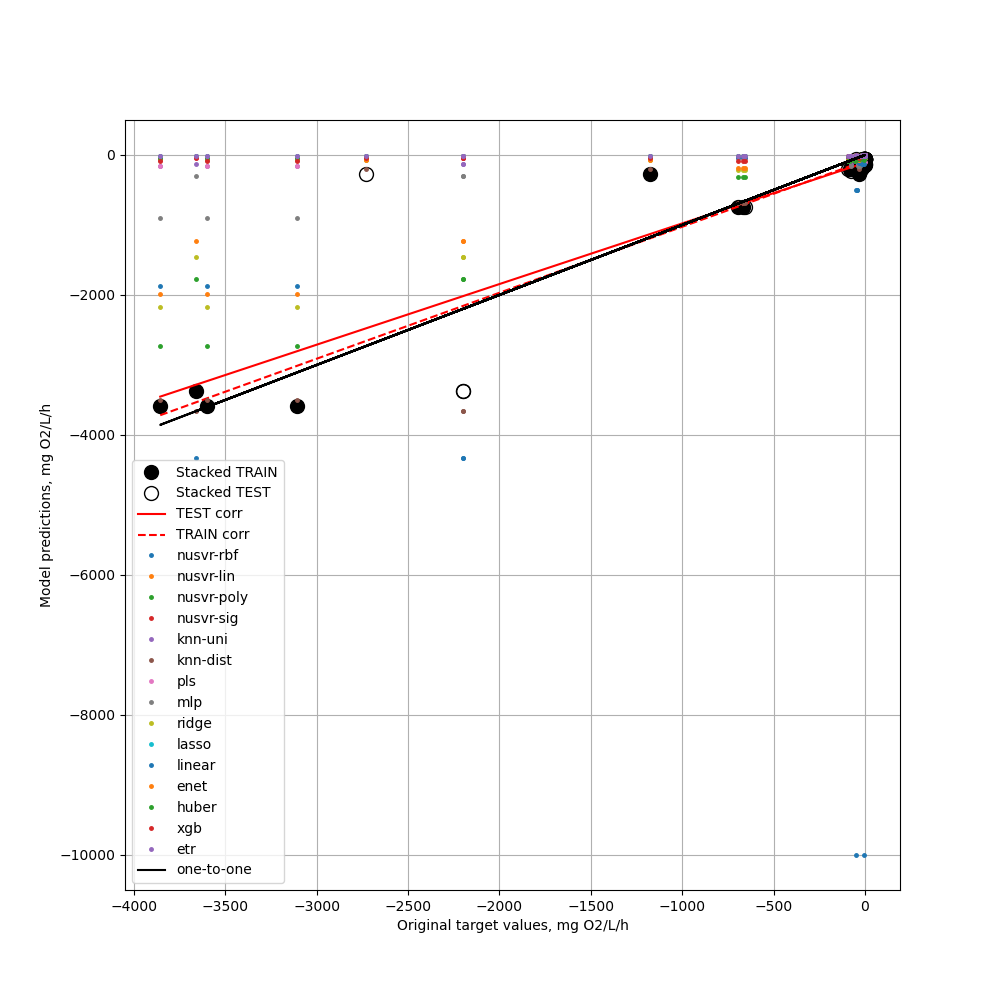 0
−2000
−4000
−6000
−8000
−10000
Model predictions, mg O2/L/h
Stacked TRAIN
Stacked TEST
TEST corr
TRAIN corr
nusvr-rbf
nusvr-lin
nusvr-poly
nusvr-sig
knn-uni
knn-dist
pls
mlp
ridge
lasso
linear
enet
huber
xgb
etr
one-to-one
−4000 −3500 −3000 −2500 −2000 −1500 −1000 −500 0
Original target values, mg O2/L/h